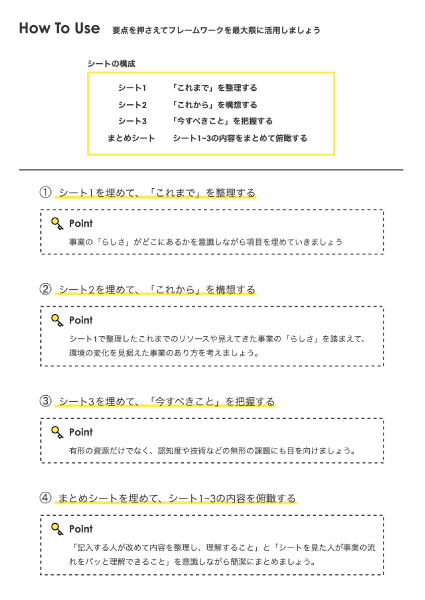 How To Use 要点を押さえてフレームワークを最大限に活用しましょう
シートの構成
シート1 「これまで」を整理する
シート2 「これから」を構想する
シート3 「今すべきこと」を把握する
まとめシート シート1~3の内容をまとめて俯瞰する
① シート1を埋めて、「これまで」を整理する
Point
事業の「らしさ」がどこにあるかを意識しながら項目を埋めていきましょう
② シート2を埋めて、「これから」を構想する
Point
シート1で整理したこれまでのリソースや見えてきた事業の「らしさ」を踏まえて、
環境の変化を見据えた事業のあり方を考えましょう。
③ シート3を埋めて、「今すべきこと」を把握する
Point
有形の資源だけでなく、認知度や技術などの無形の課題にも目を向けましょう。
④ まとめシートを埋めて、シート1~3の内容を俯瞰する
Point
「記入する人が改めて内容を整理し、理解すること」と「シートを見た人が事業の流
れをパッと理解できること」を意識しながら簡潔にまとめましょう。